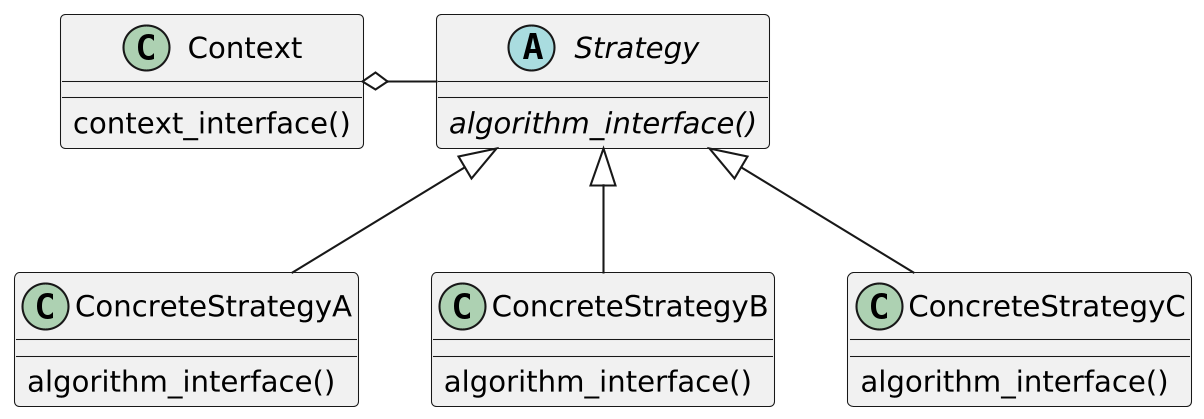 C Context
A Strategy
context_interface()
algorithm_interface()
C ConcreteStrategyA
C ConcreteStrategyB
C ConcreteStrategyC
algorithm_interface()
algorithm_interface()
algorithm_interface()